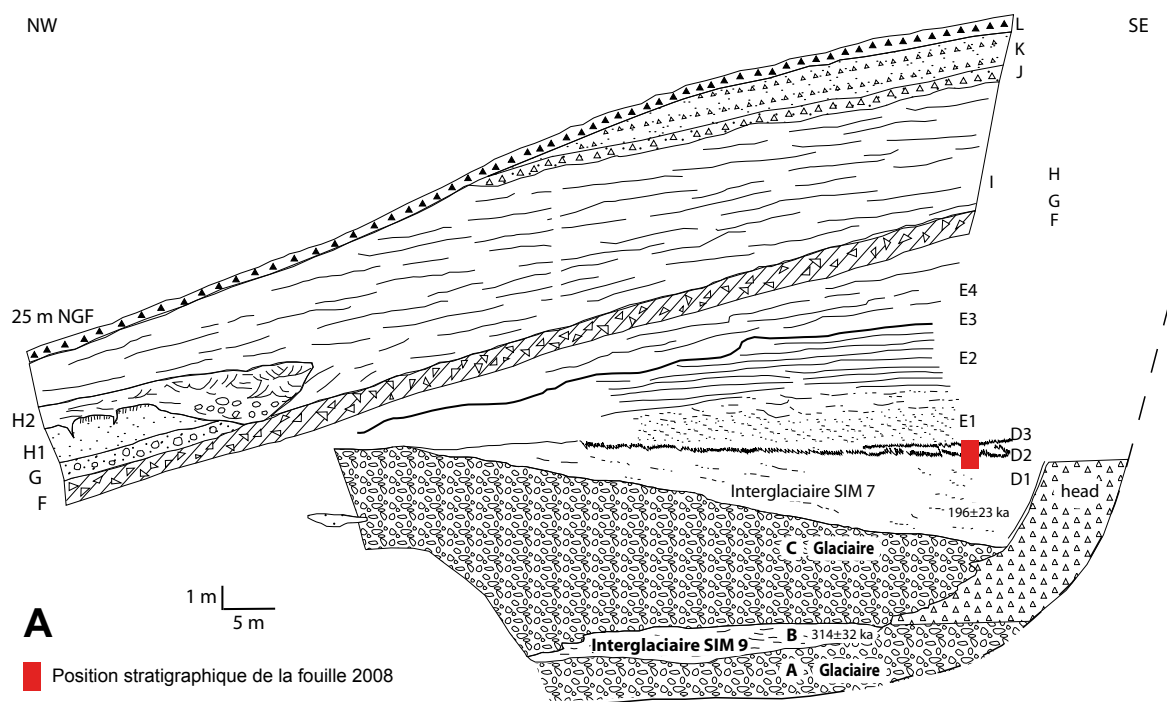 NW
SE
L
K
J
I
H
G
F
25 m NGF
E4
E3
E2
E1
D3
D2
D1
H2
H1
G
F
Interglaciaire SIM 7
196±23 ka
head
C Glaciaire
B 314±32 ka
Interglaciaire SIM 9
A Glaciaire
1 m
5 m
A
Position stratigraphique de la fouille 2008